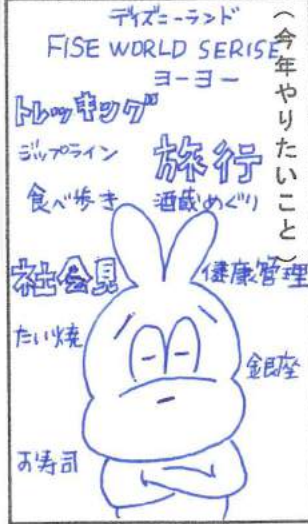 (今年やりたいこと)
ディズニーランド
FISE WORLD SERISE
ヨーヨー
トレッキング
ジップライン
旅行
食べ歩き
酒蔵めぐり
社会見
健康管理
たい焼
銀座
お寿司